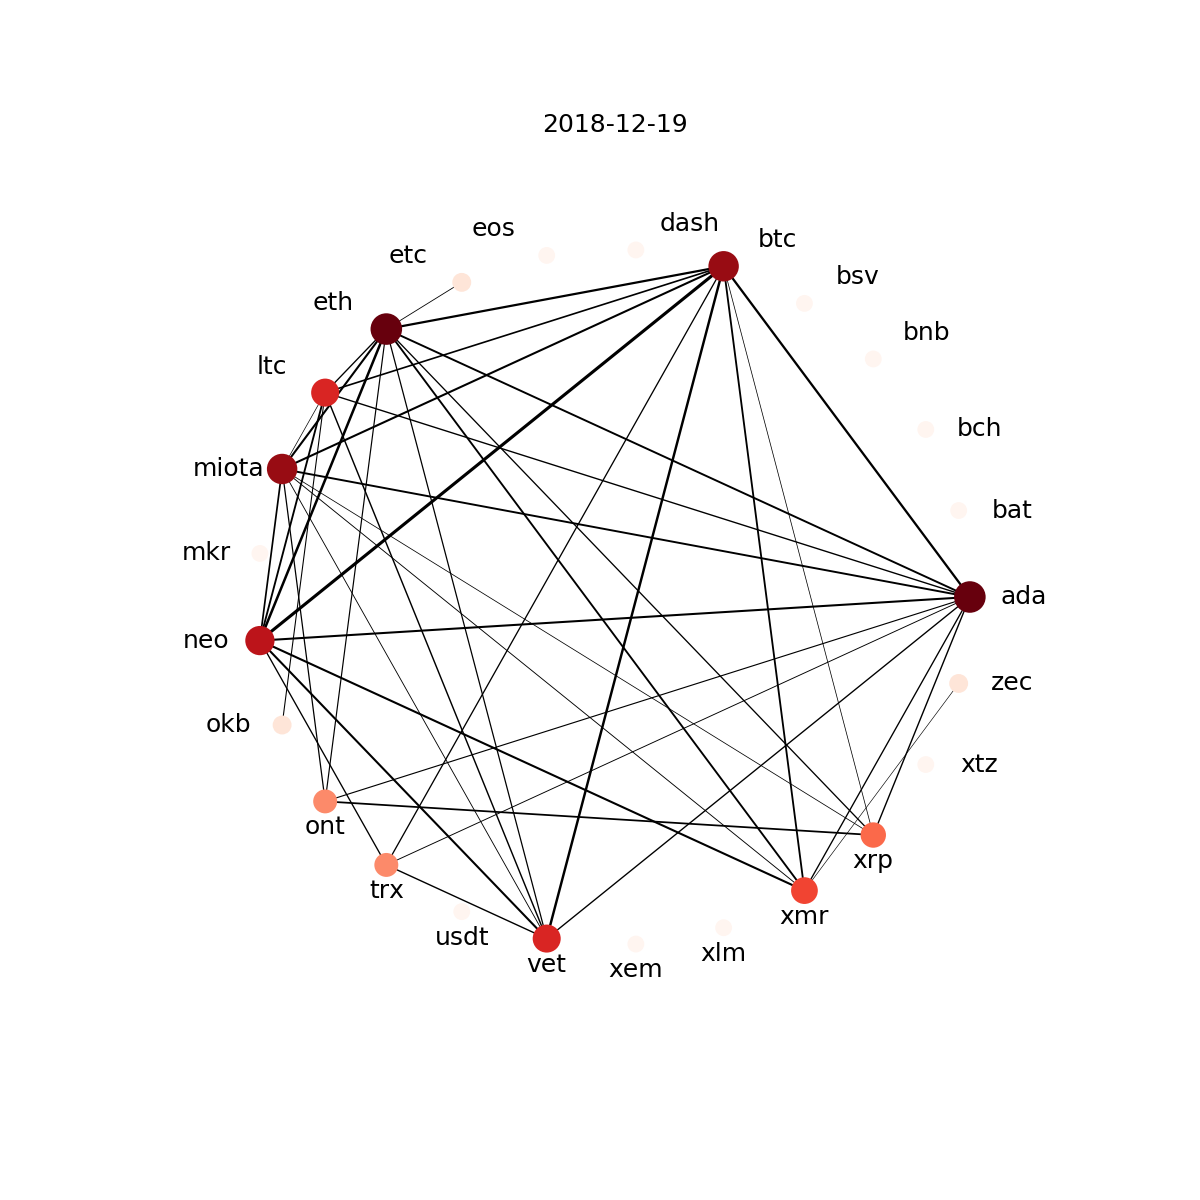 2018-12-19
dash
eos
btc
etc
bsv
eth
bnb
ltc
bch
miota
bat
mkr
ada
neo
zec
okb
xtz
ont
xrp
trx
xmr
usdt
xlm
vet
xem